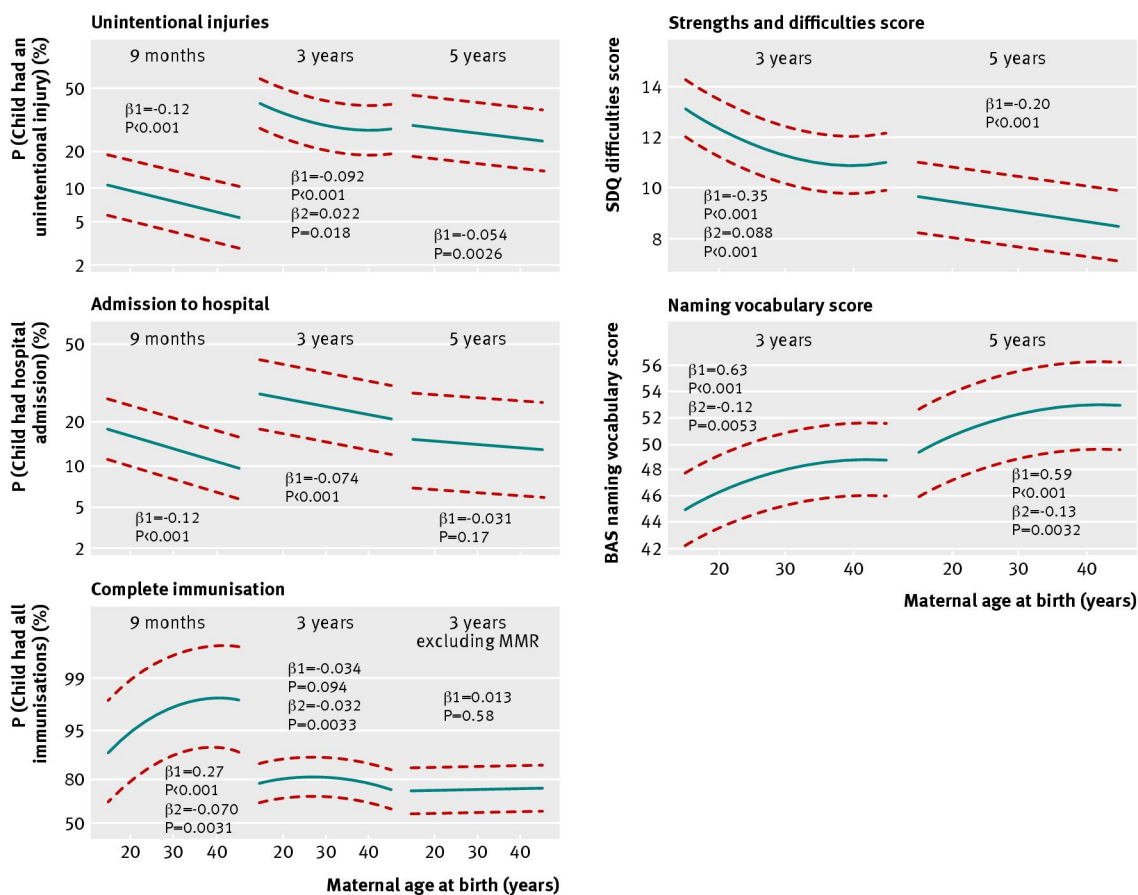 Unintentional injuries
P (Child had an
unintentional injury) (%)
9 months
3 years
5 years
50
20
10
5
2
β1=-0.12
P<0.001
β1=-0.092
P<0.001
β2=0.022
P=0.018
β1=-0.054
P=0.0026
Admission to hospital
P (Child had hospital
admission) (%)
9 months
3 years
5 years
50
20
10
5
2
β1=-0.12
P<0.001
β1=-0.074
P<0.001
β1=-0.031
P=0.17
Complete immunisation
P (Child had all
immunisations) (%)
9 months
3 years
3 years
excluding MMR
99
95
80
50
β1=0.27
P<0.001
β2=-0.070
P=0.0031
β1=-0.034
P=0.094
β2=-0.032
P=0.0033
β1=0.013
P=0.58
20 30 40 20 30 40 20 30 40
Maternal age at birth (years)
Strengths and difficulties score
SDQ difficulties score
3 years
5 years
14
12
10
8
β1=-0.35
P<0.001
β2=0.088
P<0.001
β1=-0.20
P<0.001
Naming vocabulary score
BAS naming vocabulary score
3 years
5 years
56
54
52
50
48
46
44
42
β1=0.63
P<0.001
β2=-0.12
P=0.0053
β1=0.59
P<0.001
β2=-0.13
P=0.0032
20 30 40 20 30 40
Maternal age at birth (years)